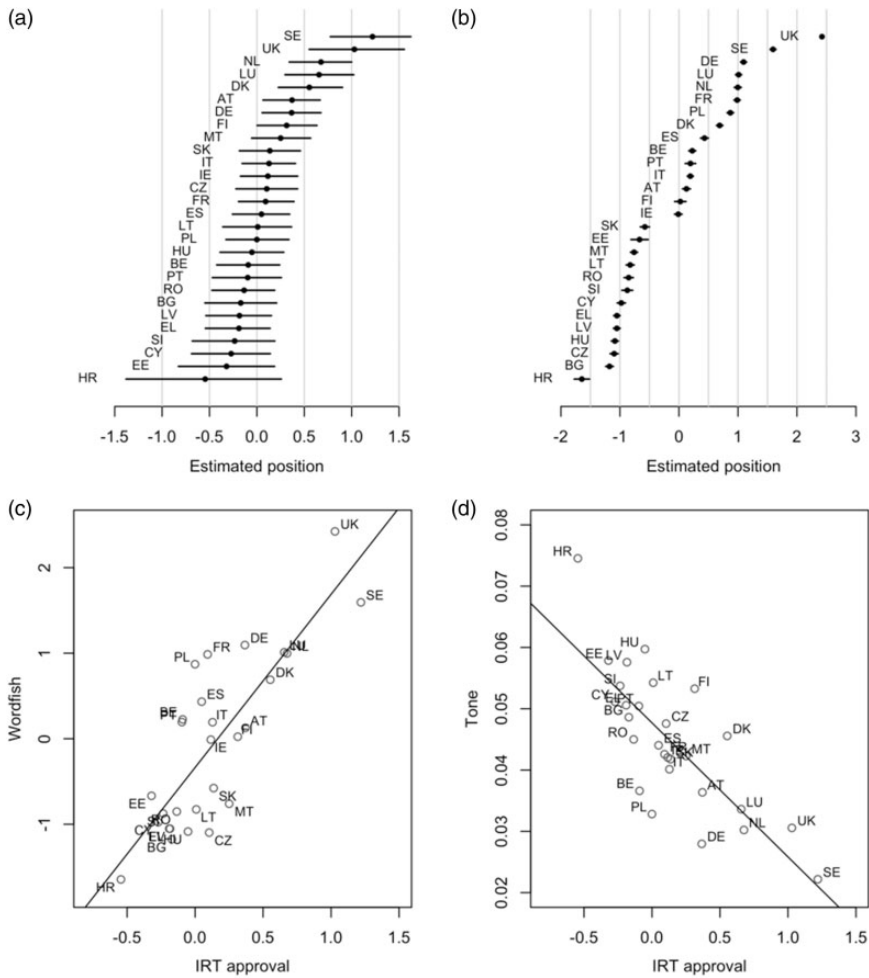 (a)
SE
UK
NL
LU
DK
AT
DE
FI
MT
SK
IT
IE
CZ
FR
ES
LT
PL
HU
BE
PT
RO
BG
LV
EL
SI
CY
EE
HR
-1.5 -1.0 -0.5 0.0 0.5 1.0 1.5
Estimated position
(b)
UK
SE
DE
LU
NL
FR
PL
DK
ES
BE
PT
IT
AT
FI
IE
SK
EE
MT
LT
RO
SI
CY
EL
LV
HU
CZ
BG
HR
-2 -1 0 1 2 3
Estimated position
(c)
Wordfish
2
1
0
-1
UK
SE
DE
FR
NL
PL
DK
ES
BE
PT
IT
AT
FI
IE
SK
EE
MT
LT
CY
HU
CZ
BG
HR
-0.5 0.0 0.5 1.0 1.5
IRT approval
(d)
Tone
0.08
0.07
0.06
0.05
0.04
0.03
0.02
HR
HU
EE LV
LT
FI
SI
CY
PT
BG
CZ
RO
DK
ES
MT
IT
BE
AT
PL
LU
NL
UK
DE
SE
-0.5 0.0 0.5 1.0 1.5
IRT approval